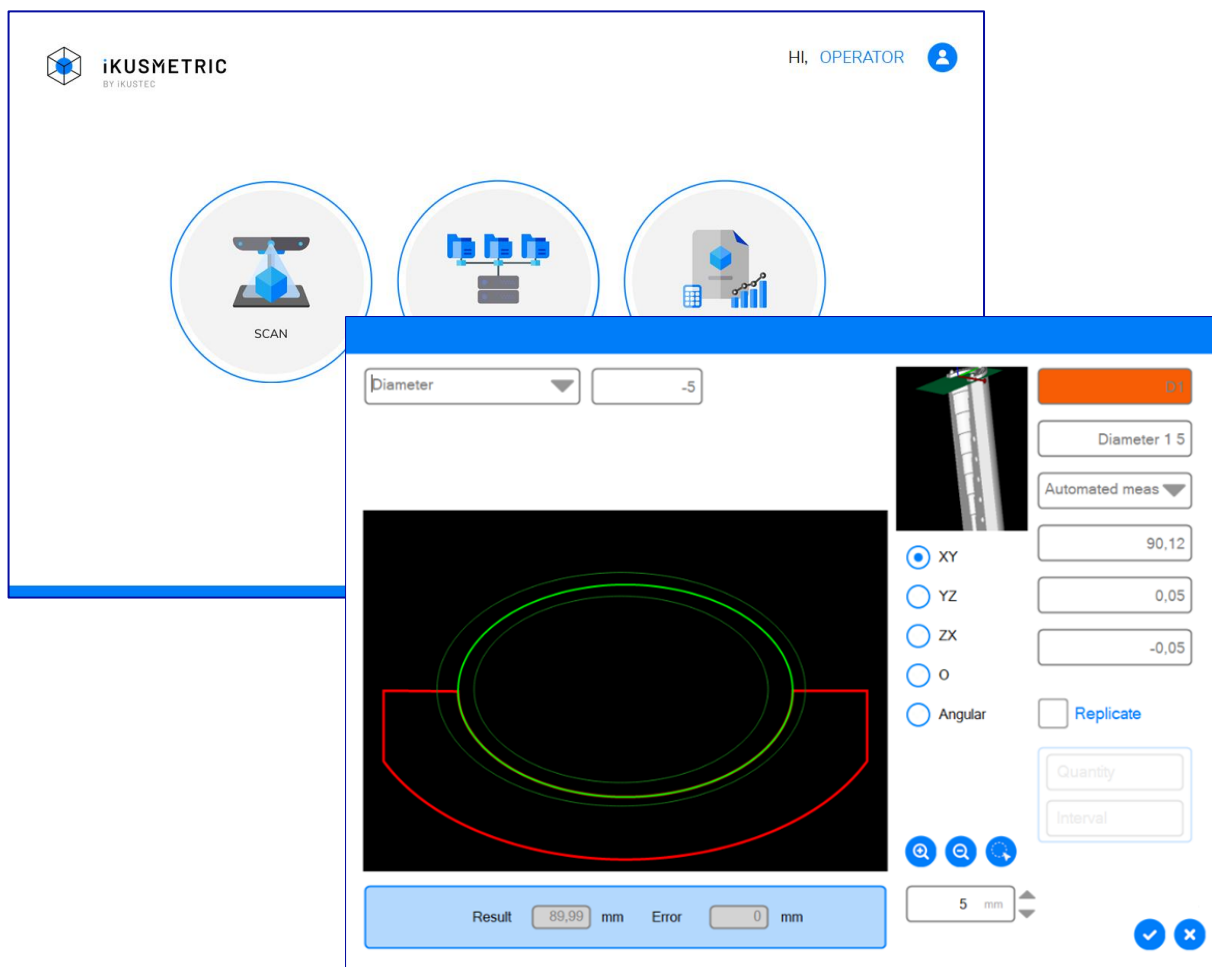 iKUSMETRIC
BY IKUSTEC
HI, OPERATOR
SCAN
Diameter
-5
D1
Diameter 1 5
Automated meas
90,12
0,05
-0,05
XY
YZ
ZX
O
Angular
Replicate
Quantity
Interval
5 mm
Result 89,99 mm Error 0 mm